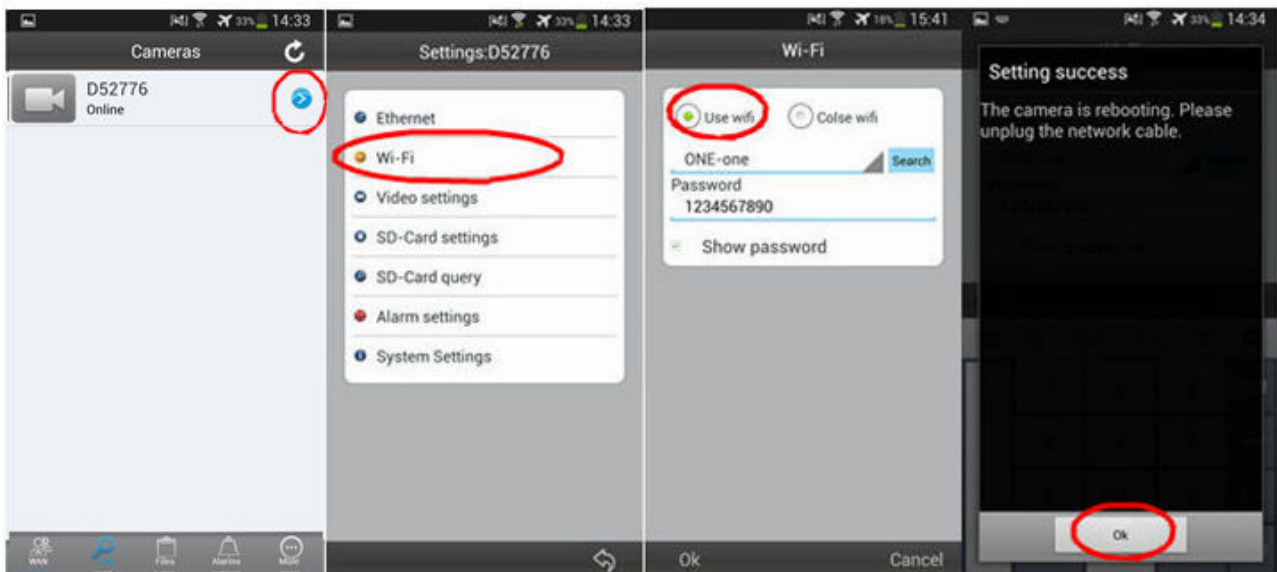 33% 14:33
Cameras
D52776
Online
WAN
Files
Alarms
More
33% 14:33
Settings:D52776
Ethernet
Wi-Fi
Video settings
SD-Card settings
SD-Card query
Alarm settings
System Settings
15:41
Wi-Fi
Use wifi
Colse wifi
ONE-one
Search
Password
1234567890
Show password
Ok
Cancel
33% 14:34
Setting success
The camera is rebooting. Please
unplug the network cable.
Ok